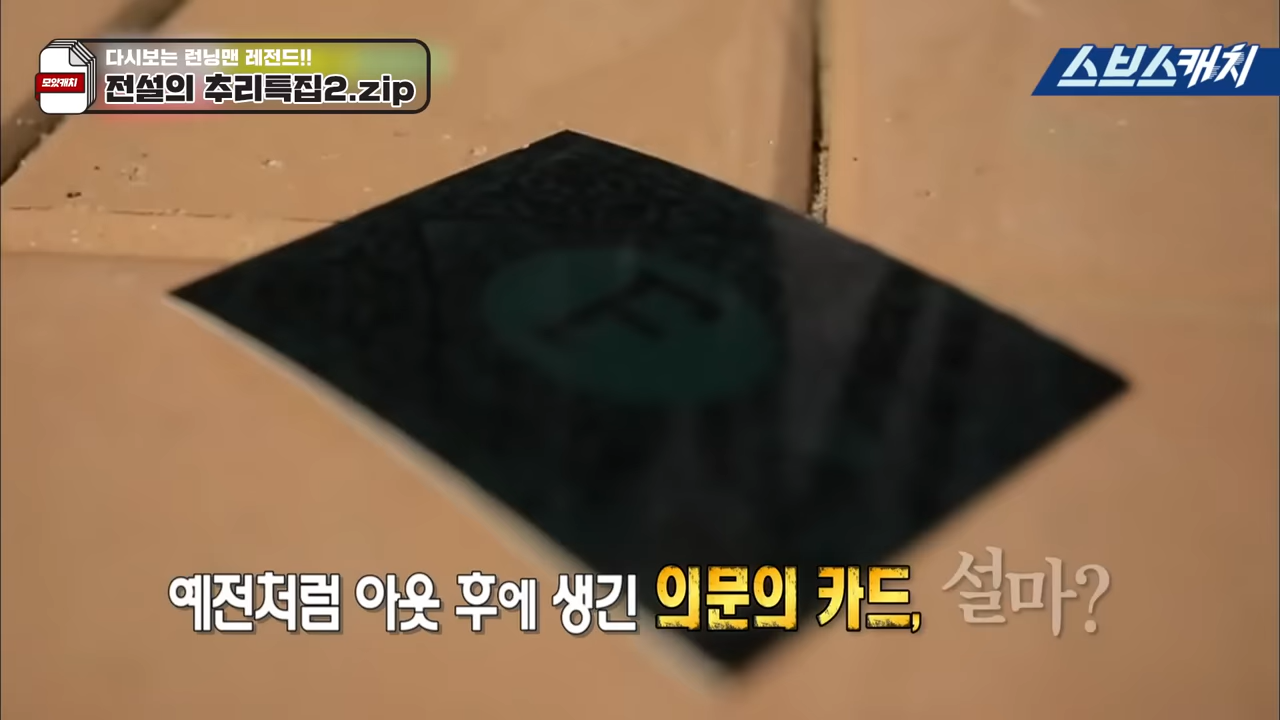 다시보는 런닝맨 레전드!!
모았캐치
전설의 추리특집2.zip
스브스캐치
F
예전처럼 아웃 후에 생긴 의문의 카드, 설마?